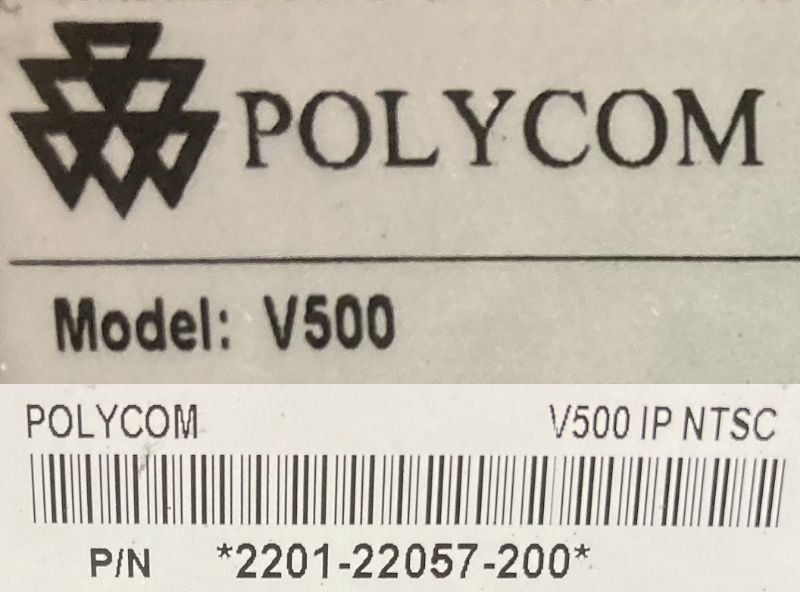 POLYCOM
Model: V500
POLYCOM V500 IP NTSC
P/N *2201-22057-200*